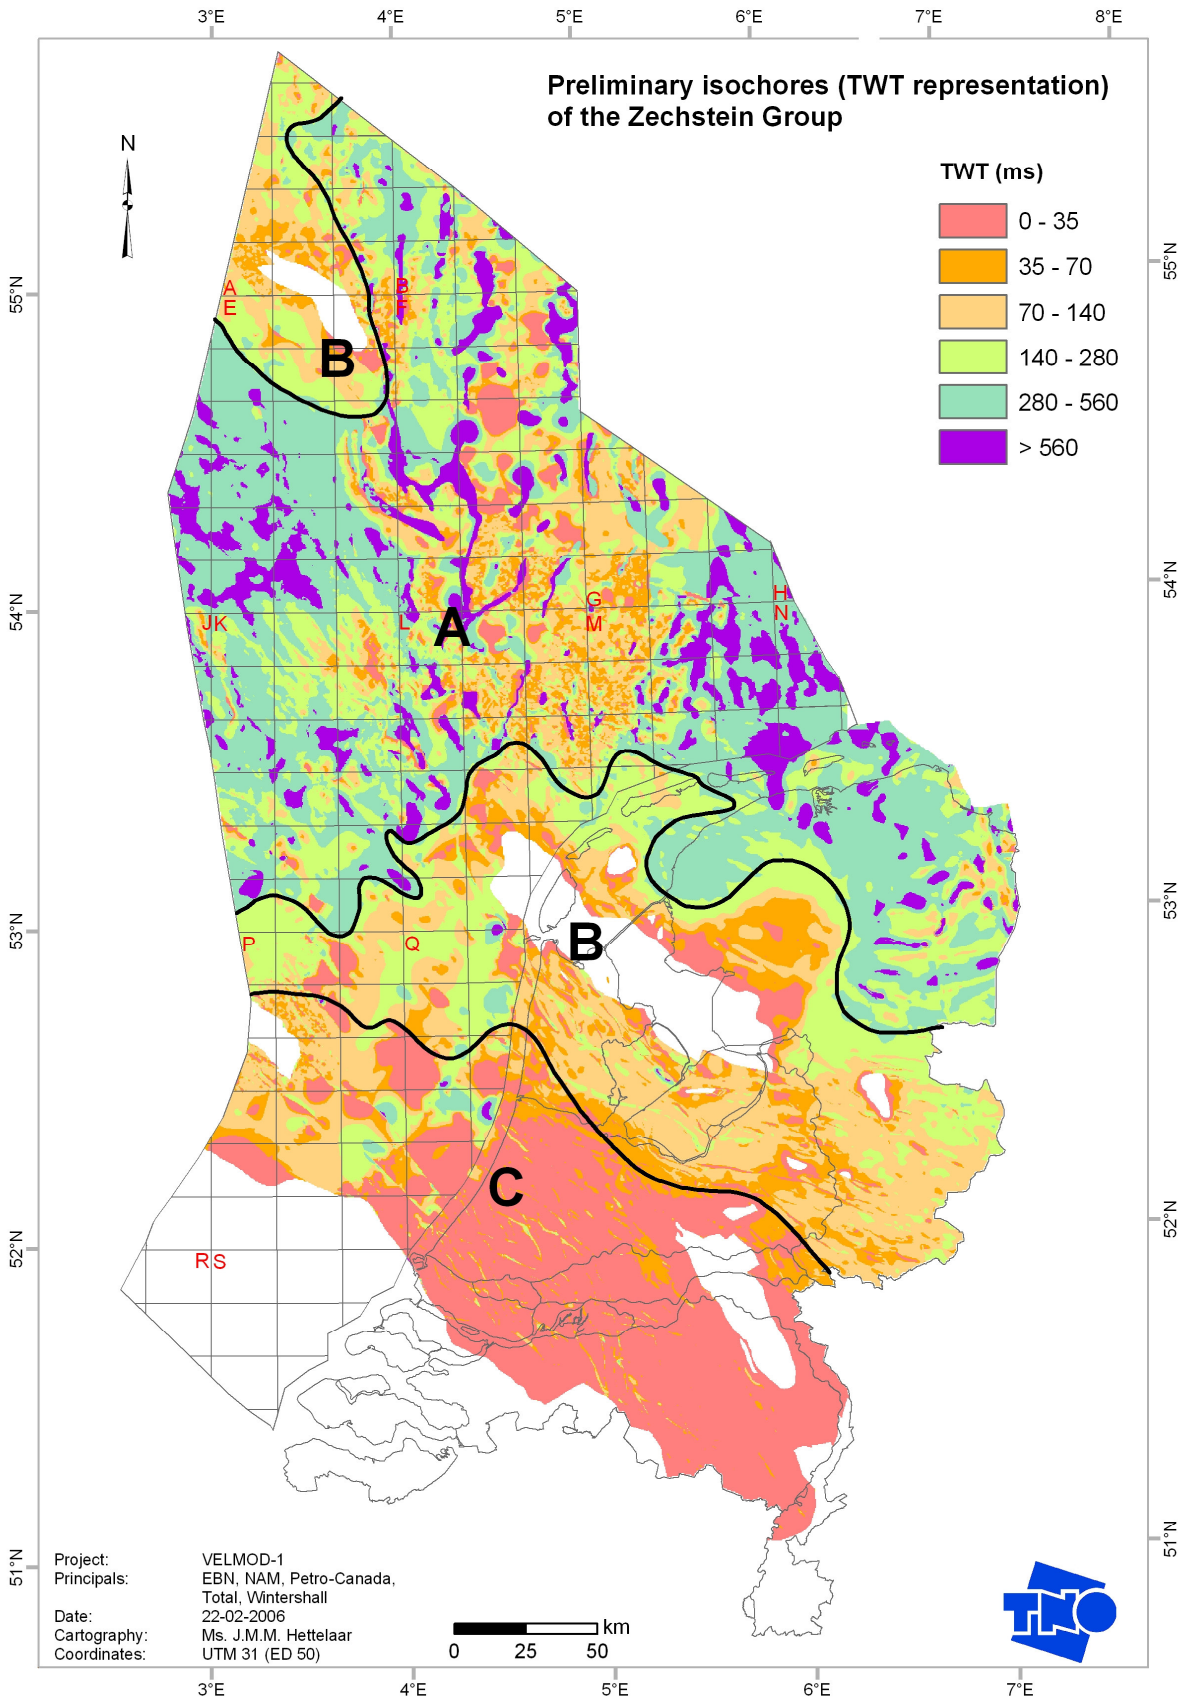 3°E 4°E 5°E 6°E 7°E 8°E
Preliminary isochores (TWT representation)
of the Zechstein Group
N
TWT (ms)
0 - 35
35 - 70
70 - 140
140 - 280
280 - 560
> 560
55°N
55°N
A
E
B
F
B
54°N
54°N
H
N
G
M
JK
L
A
53°N
53°N
P
Q
B
C
52°N
52°N
RS
51°N
51°N
Project: VELMOD-1
Principals: EBN, NAM, Petro-Canada,
Total, Wintershall
Date: 22-02-2006
Cartography: Ms. J.M.M. Hettelaar
Coordinates: UTM 31 (ED 50)
km
0 25 50
TNO
3°E 4°E 5°E 6°E 7°E